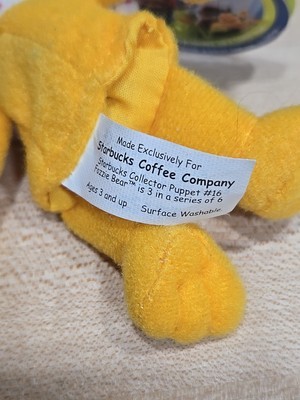 Made Exclusively For
Starbucks Coffee Company
Starbucks Collector Puppet #16
Fozzie Bear™ is 3 in a series of 6
Ages 3 and up
Surface Washable